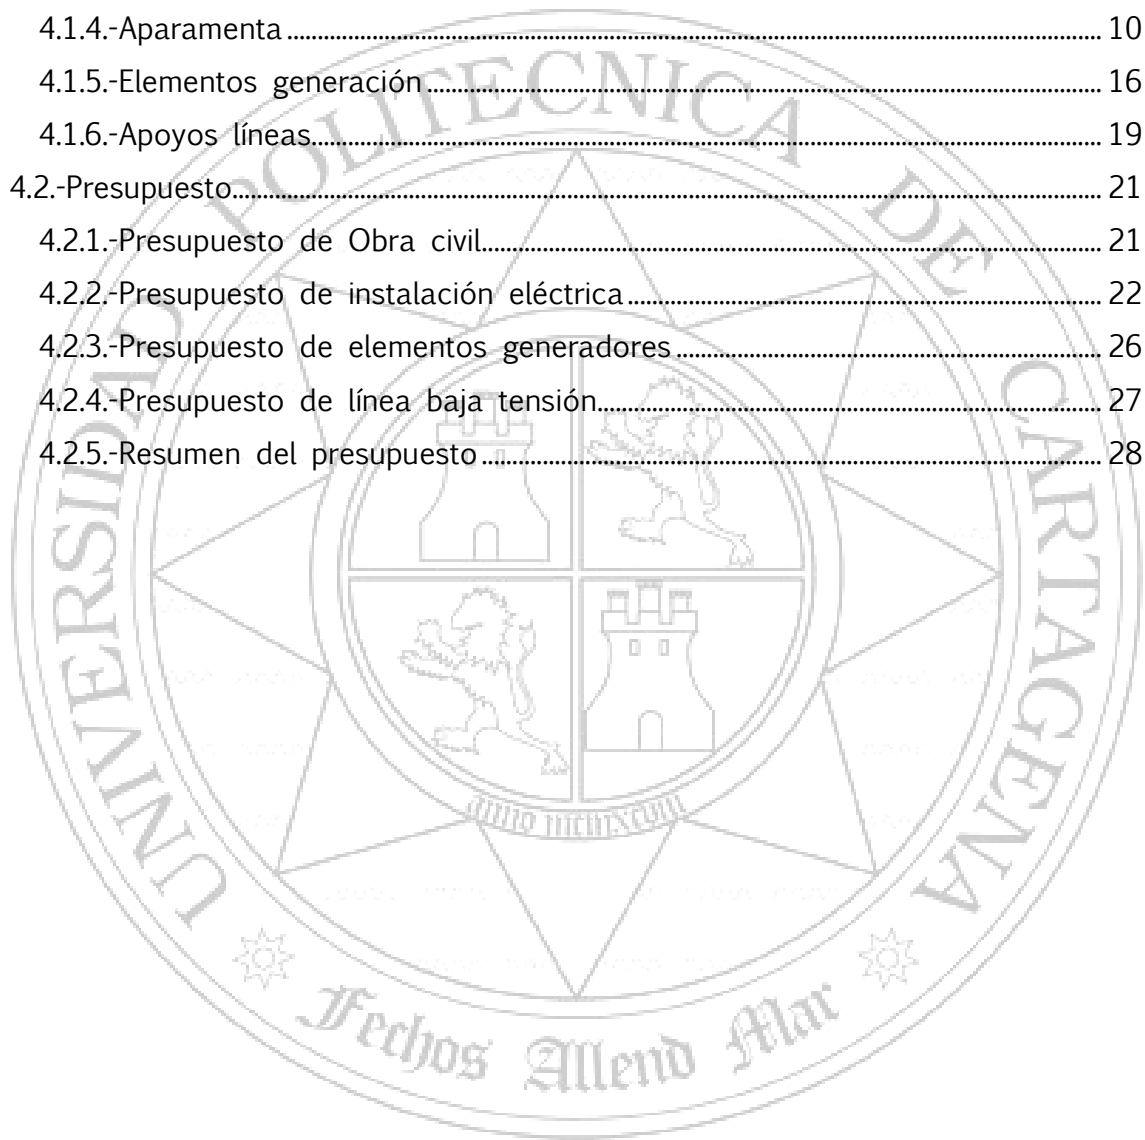 4.1.4.-Aparamenta ........ 10
4.1.5.-Elementos generación ........ 16
4.1.6.-Apoyos líneas ........ 19
4.2.-Presupuesto ........ 21
4.2.1.-Presupuesto de Obra civil ........ 21
4.2.2.-Presupuesto de instalación eléctrica ........ 22
4.2.3.-Presupuesto de elementos generadores ........ 26
4.2.4.-Presupuesto de línea baja tensión ........ 27
4.2.5.-Resumen del presupuesto ........ 28
UNIVERSIDAD POLITECNICA DE CARTAGENA
Fechos Allend Mar